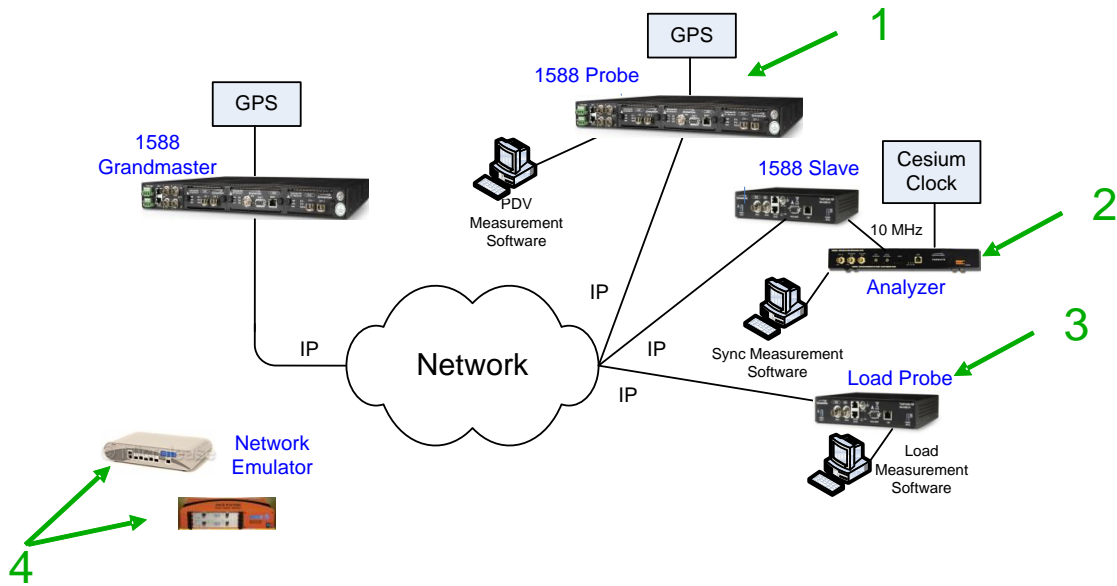 1
GPS
1588 Probe
GPS
1588
Grandmaster
PDV
Measurement
Software
1588 Slave
Cesium
Clock
10 MHz
2
Analyzer
IP
IP
IP
IP
Network
Sync Measurement
Software
3
Load Probe
Load
Measurement
Software
Network
Emulator
4